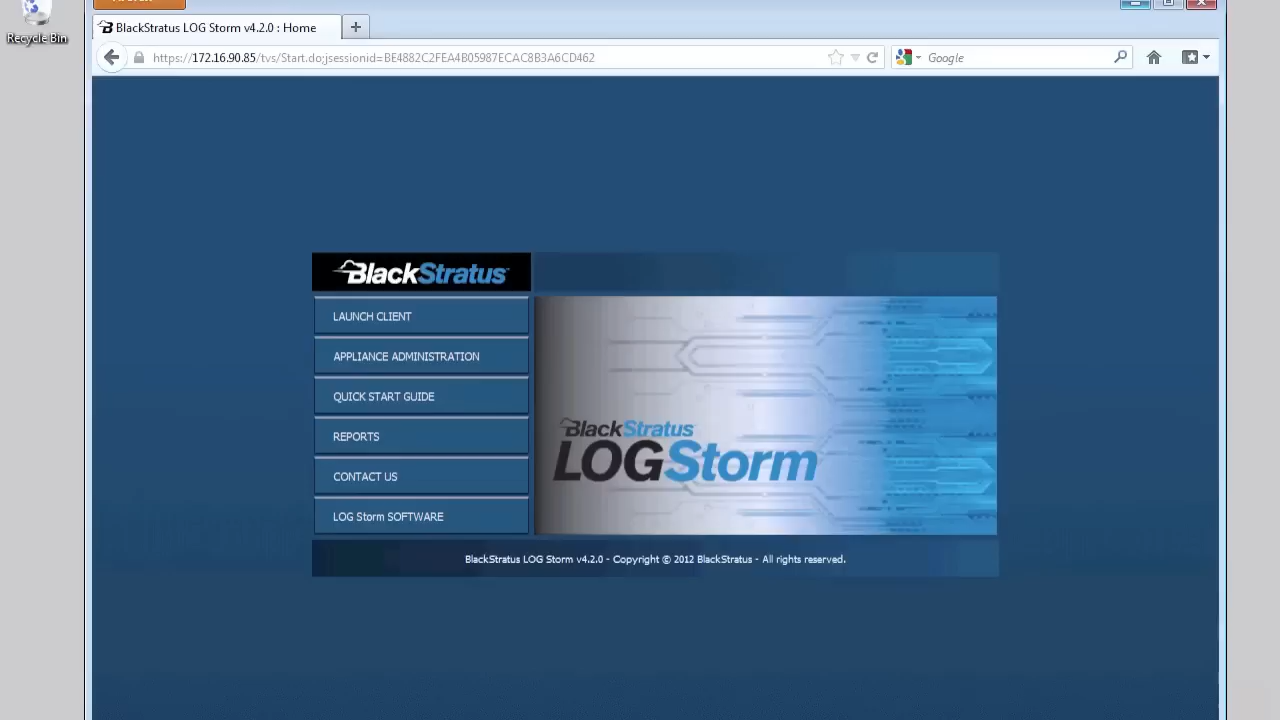 Recycle Bin
BlackStratus LOG Storm v4.2.0 : Home
https://172.16.90.85/tvs/Start.do;jsessionid=BE4882C2FEA4B05987ECAC8B3A6CD462
Google
BlackStratus
LAUNCH CLIENT
APPLIANCE ADMINISTRATION
QUICK START GUIDE
REPORTS
CONTACT US
LOG Storm SOFTWARE
BlackStratus
LOGStorm
BlackStratus LOG Storm v4.2.0 - Copyright © 2012 BlackStratus - All rights reserved.